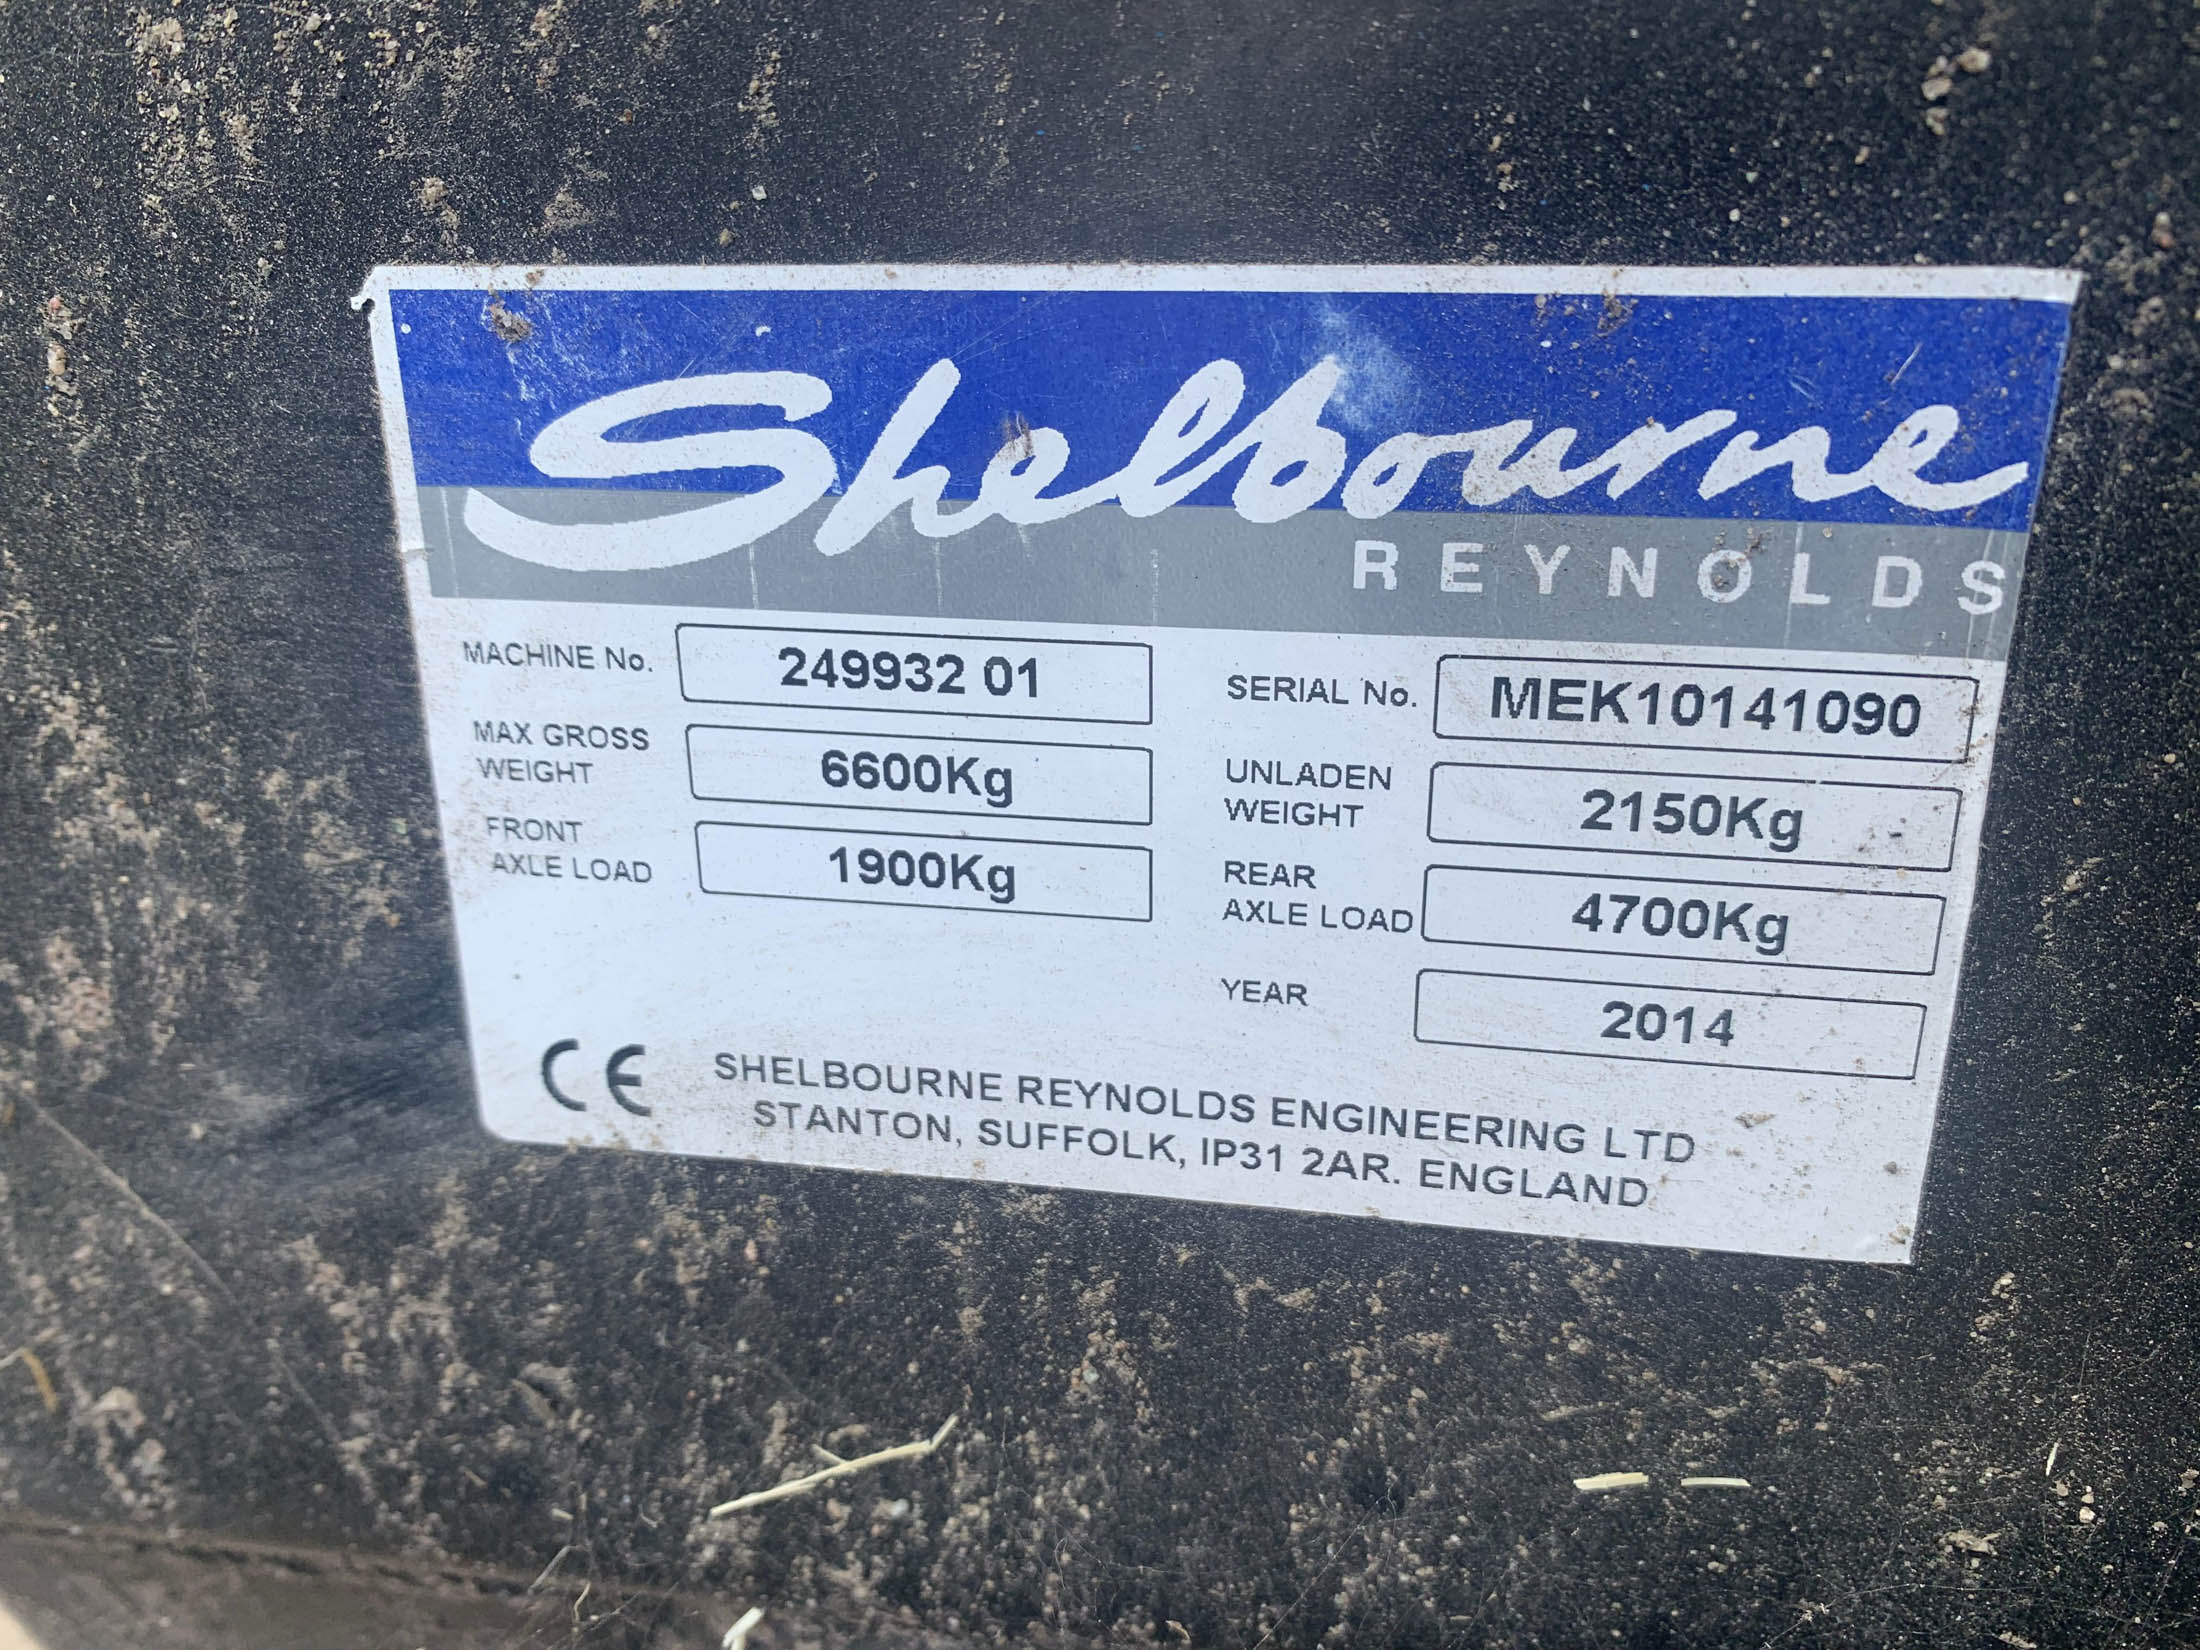 Shelbourne
REYNOLDS
MACHINE No. 249932 01
SERIAL No. MEK10141090
MAX GROSS
WEIGHT 6600Kg
UNLADEN
WEIGHT 2150Kg
FRONT
AXLE LOAD 1900Kg
REAR
AXLE LOAD 4700Kg
YEAR 2014
CE SHELBOURNE REYNOLDS ENGINEERING LTD
STANTON, SUFFOLK, IP31 2AR. ENGLAND